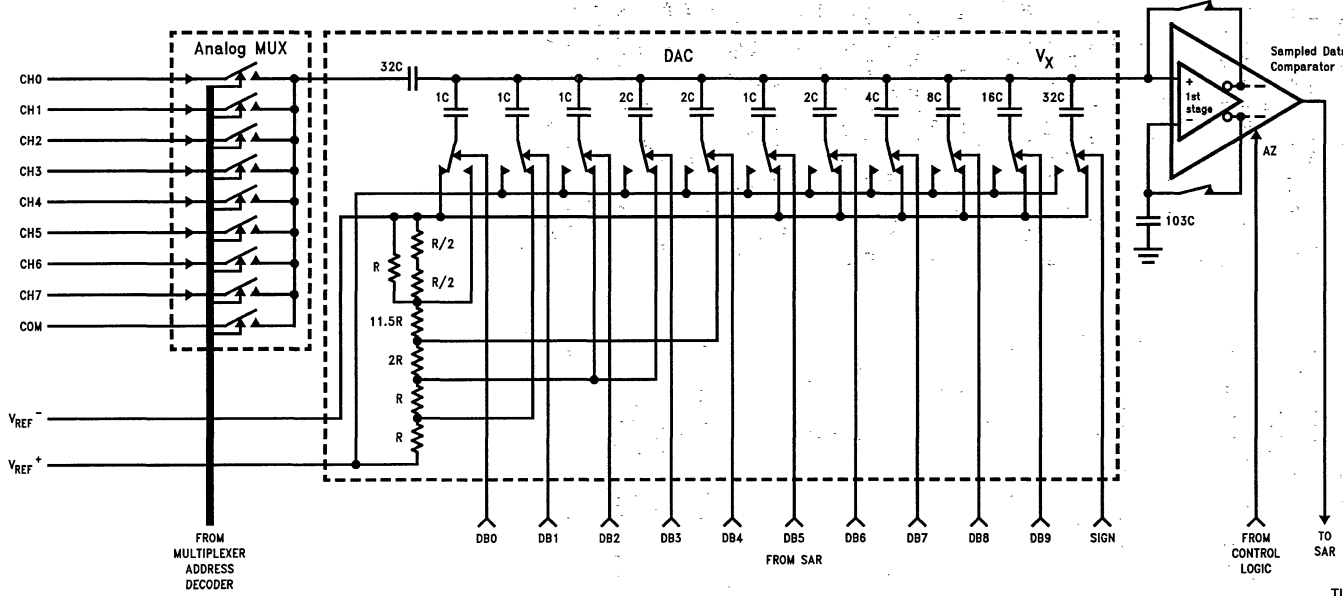 Analog MUX
DAC
VX
Sampled Data
Comparator
CH0
CH1
CH2
CH3
CH4
CH5
CH6
CH7
COM
32C
1C
1C
1C
2C
2C
1C
2C
4C
8C
16C
32C
+
1st
stage
-
AZ
103C
R/2
R
R/2
11.5R
2R
R
R
VREF-
VREF+
DB0
DB1
DB2
DB3
DB4
DB5
DB6
DB7
DB8
DB9
SIGN
FROM SAR
FROM
MULTIPLEXER
ADDRESS
DECODER
FROM
CONTROL
LOGIC
TO
SAR